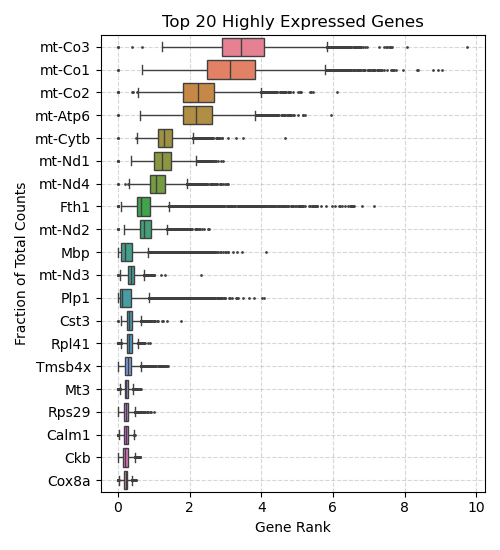 Top 20 Highly Expressed Genes
Fraction of Total Counts
mt-Co3
mt-Co1
mt-Co2
mt-Atp6
mt-Cytb
mt-Nd1
mt-Nd4
Fth1
mt-Nd2
Mbp
mt-Nd3
Plp1
Cst3
Rpl41
Tmsb4x
Mt3
Rps29
Calm1
Ckb
Cox8a
0 2 4 6 8 10
Gene Rank